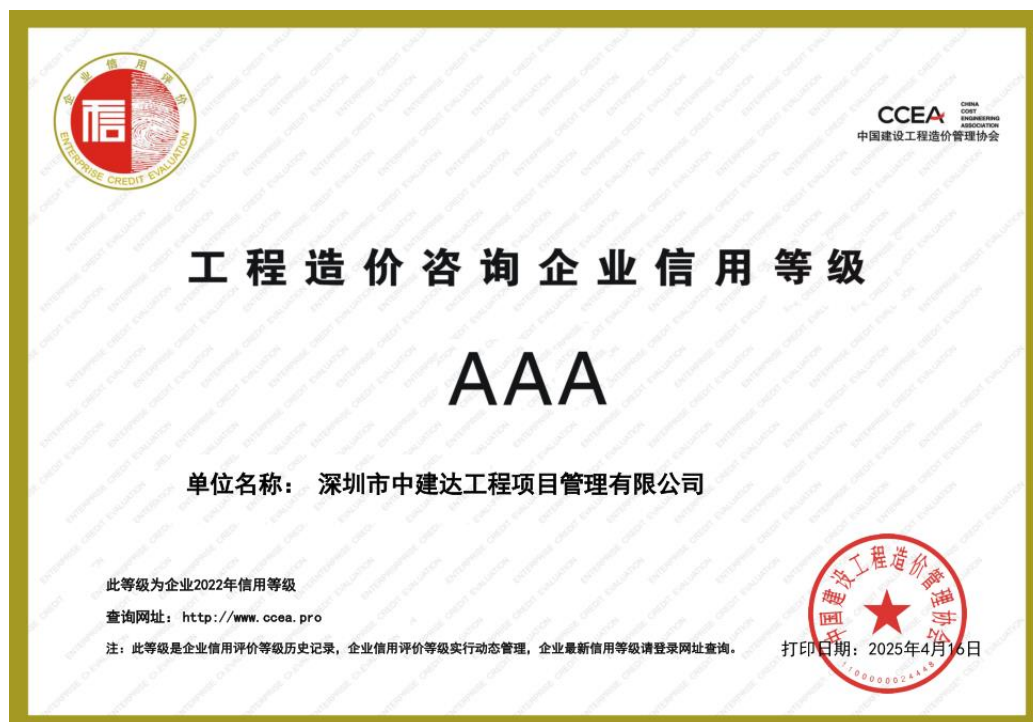 企业信用评价
信
ENTERPRISE CREDIT EVALUATION
CCEA
CHINA
COST
ENGINEERING
ASSOCIATION
中国建设工程造价管理协会
工程造价咨询企业信用等级
AAA
单位名称： 深圳市中建达工程项目管理有限公司
此等级为企业2022年信用等级
查询网址：http://www.ccea.pro
注：此等级是企业信用评价等级历史记录，企业信用评价等级实行动态管理，企业最新信用等级请登录网址查询。
中国建设工程造价管理协会
打印日期：2025年4月16日
1100000024448